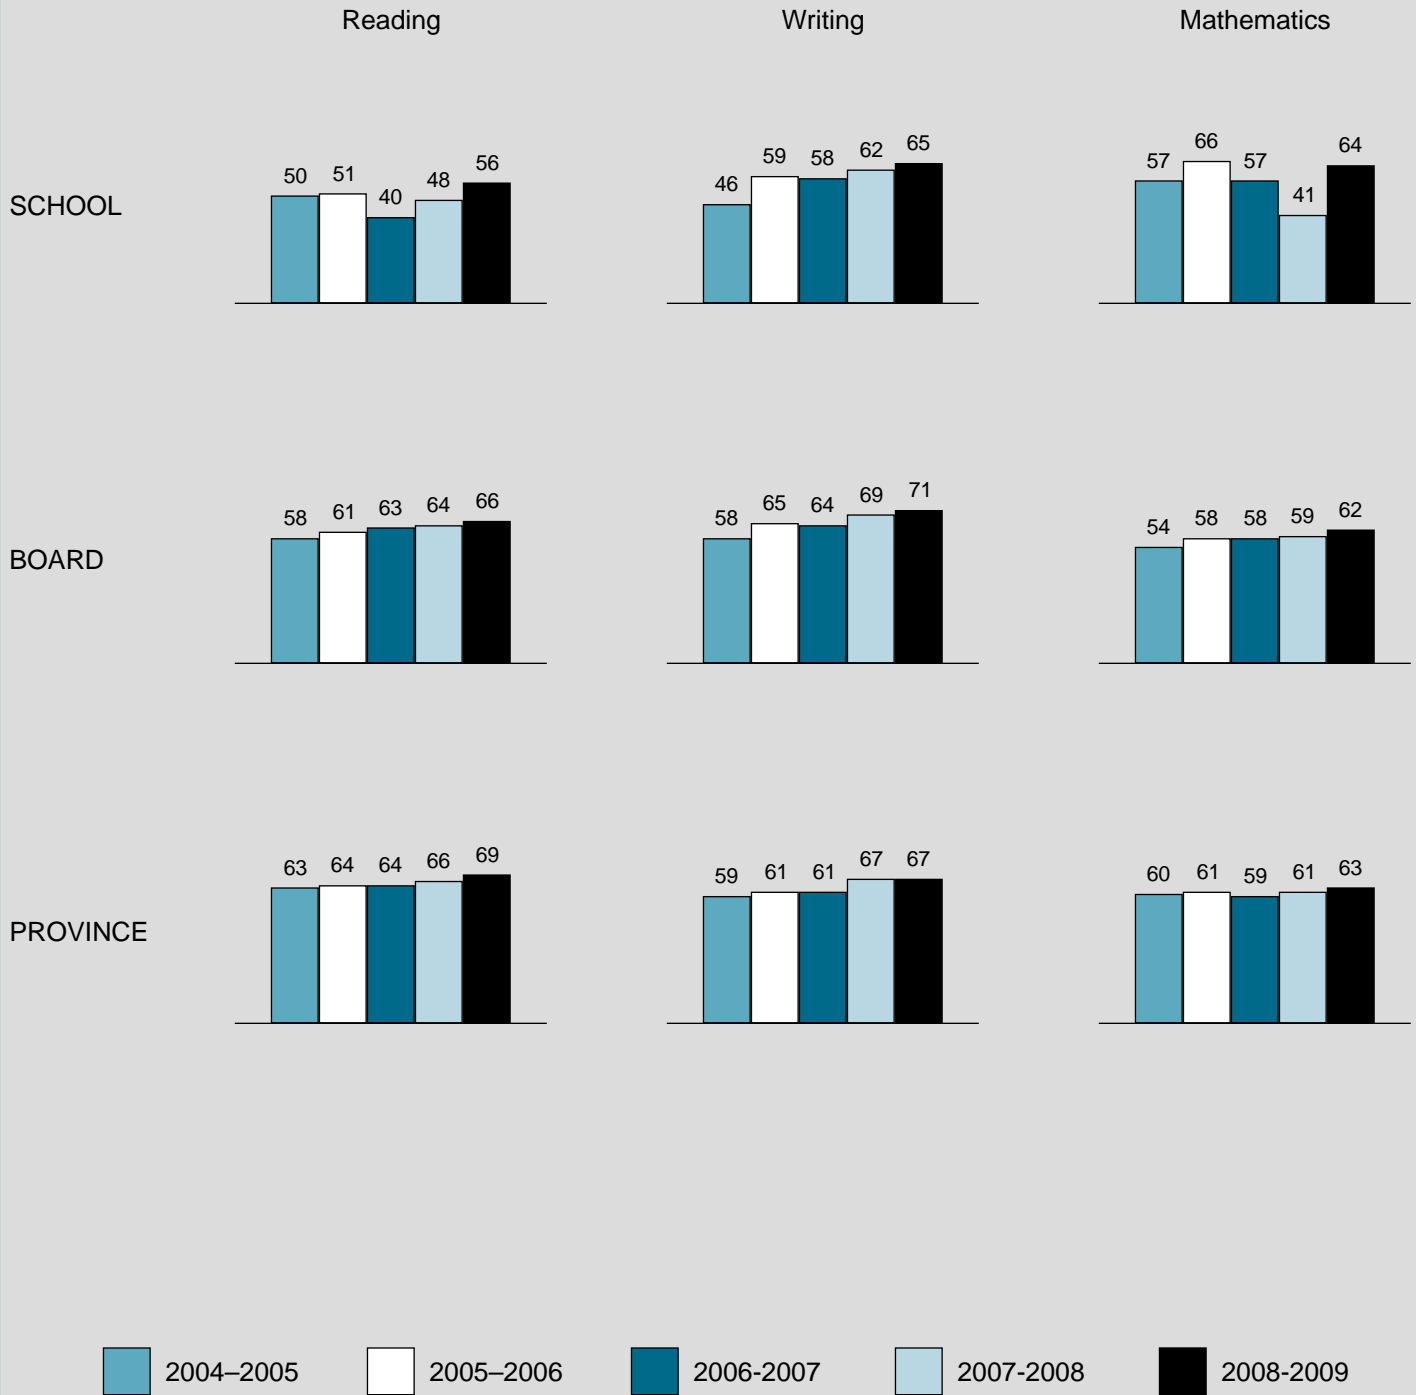 Reading Writing Mathematics
SCHOOL
50 51 40 48 56
46 59 58 62 65
57 66 57 41 64
BOARD
58 61 63 64 66
58 65 64 69 71
54 58 58 59 62
PROVINCE
63 64 64 66 69
59 61 61 67 67
60 61 59 61 63
2004–2005 2005–2006 2006-2007 2007-2008 2008-2009